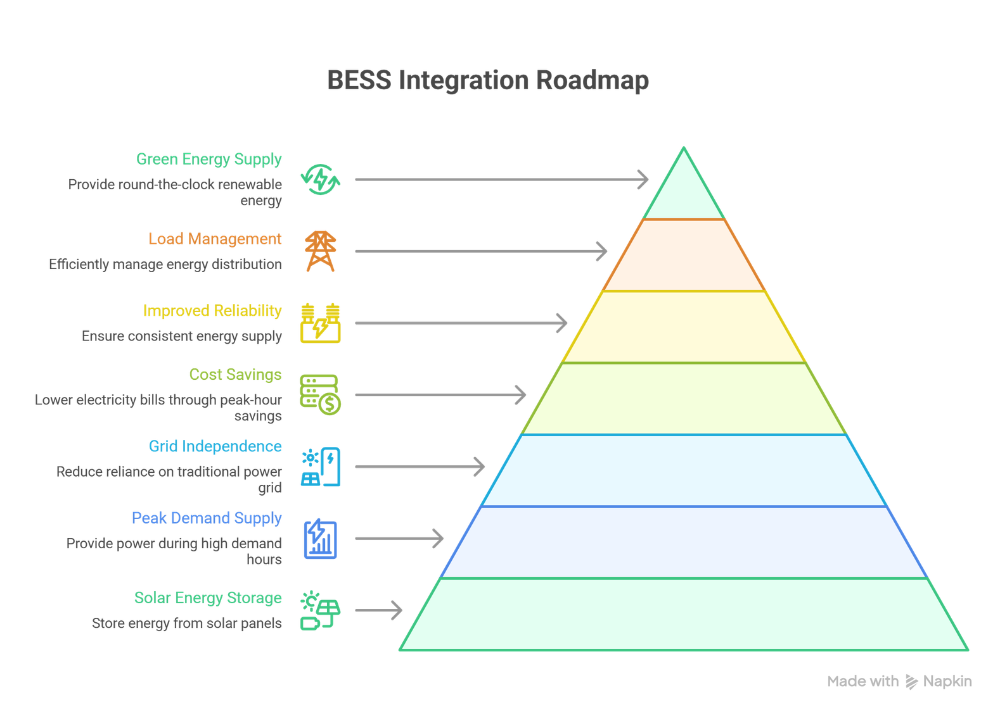 BESS Integration Roadmap
Green Energy Supply
Provide round-the-clock renewable
energy
Load Management
Efficiently manage energy distribution
Improved Reliability
Ensure consistent energy supply
Cost Savings
Lower electricity bills through peak-hour
savings
$
Grid Independence
Reduce reliance on traditional power
grid
Peak Demand Supply
Provide power during high demand
hours
Solar Energy Storage
Store energy from solar panels
Made with Napkin